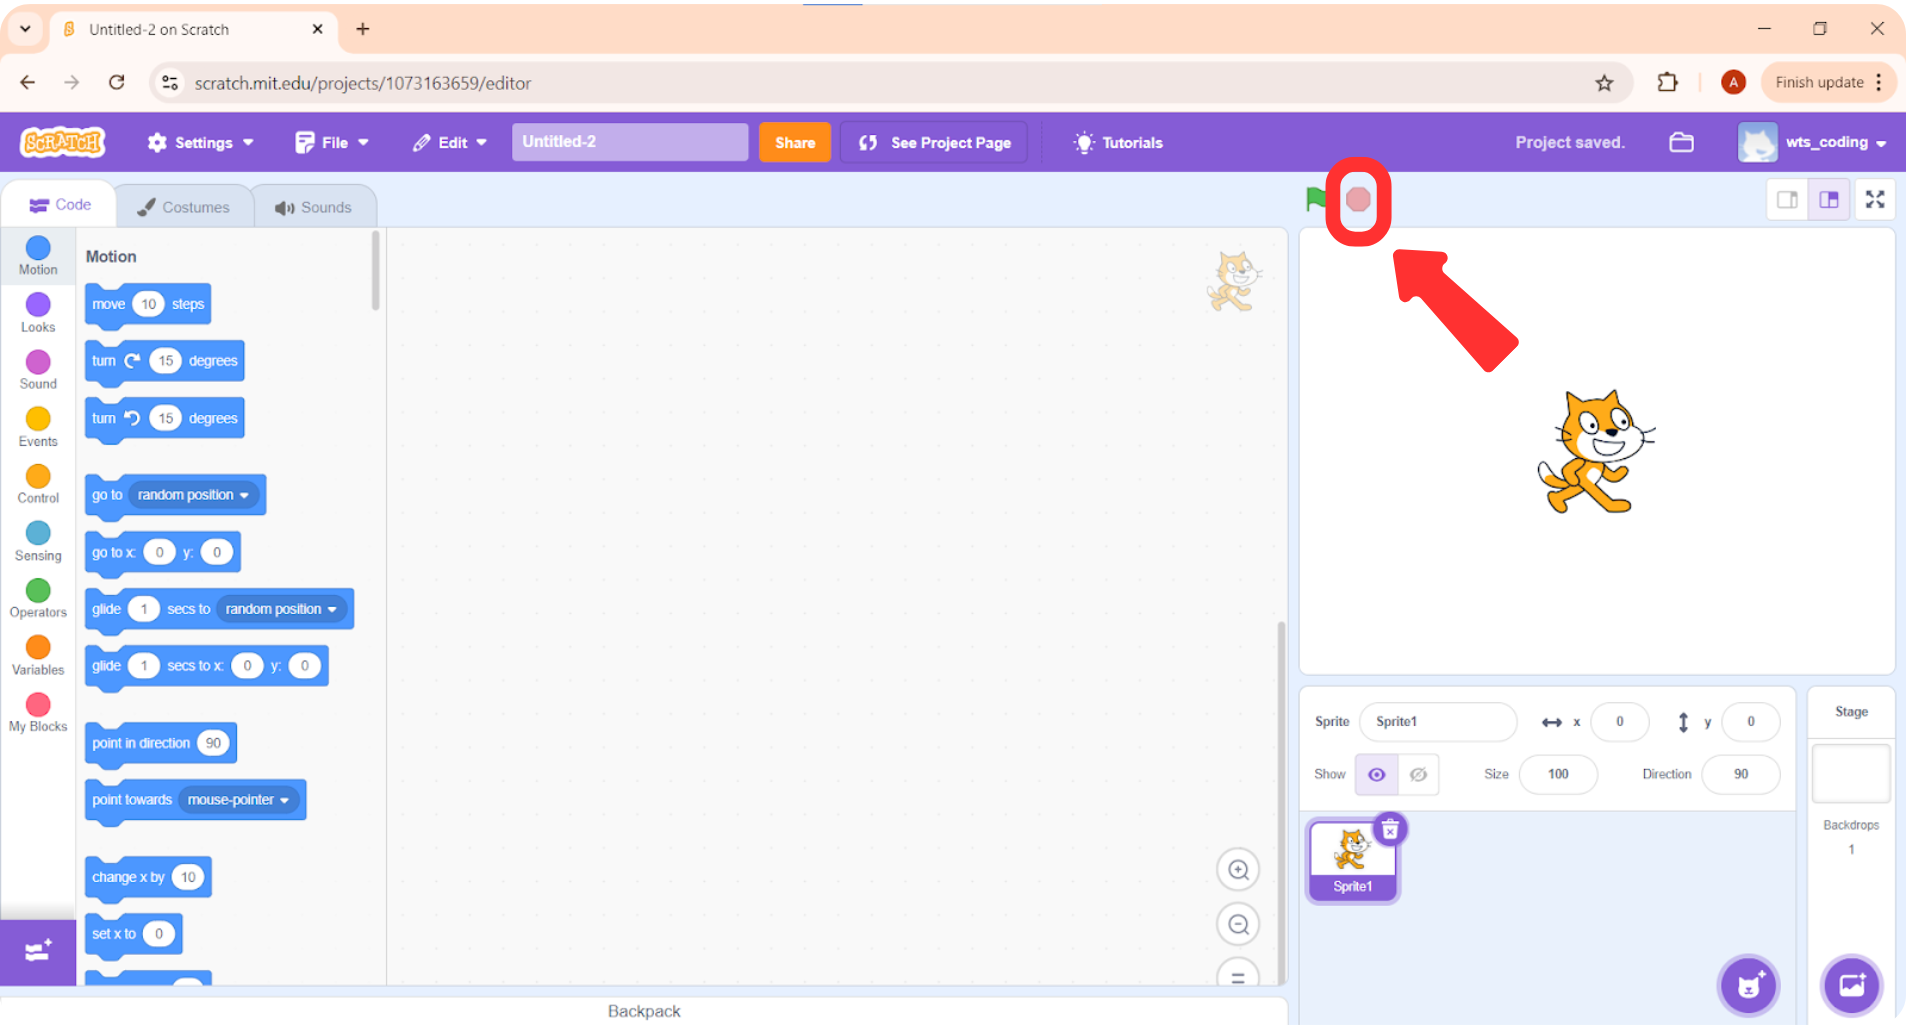 Untitled-2 on Scratch
scratch.mit.edu/projects/1073163659/editor
A
Finish update
SCRATCH
Settings
File
Edit
Untitled-2
Share
See Project Page
Tutorials
Project saved.
wts_coding
Code
Costumes
Sounds
Motion
Looks
Sound
Events
Control
Sensing
Operators
Variables
My Blocks
Motion
move 10 steps
turn 15 degrees
turn 15 degrees
go to random position
go to x: 0 y: 0
glide 1 secs to random position
glide 1 secs to x: 0 y: 0
point in direction 90
point towards mouse-pointer
change x by 10
set x to 0
Backpack
Sprite Sprite1 x 0 y 0
Show Size 100 Direction 90
Sprite1
Stage
Backdrops
1